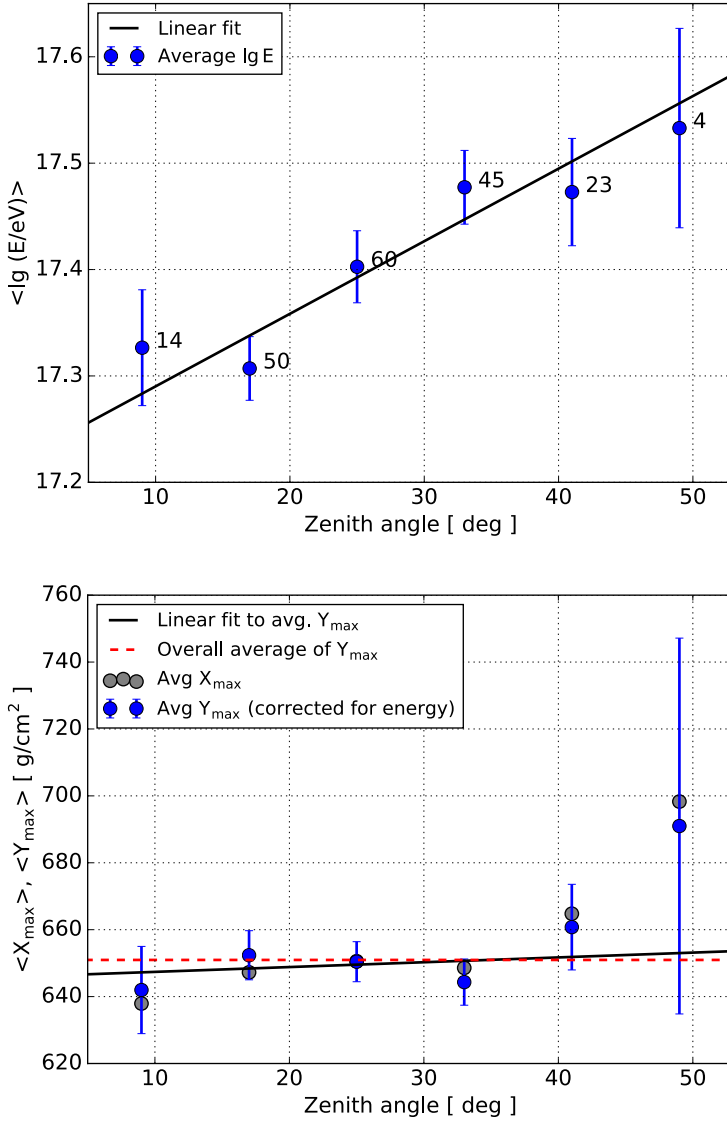 Linear fit
Average lg E
17.6
17.5
17.4
17.3
17.2
<lg (E/eV)>
14
50
60
45
23
4
10 20 30 40 50
Zenith angle [ deg ]
Linear fit to avg. Yₘₐₓ
Overall average of Yₘₐₓ
Avg Xₘₐₓ
Avg Yₘₐₓ (corrected for energy)
760
740
720
700
680
660
640
620
<Xₘₐₓ>, <Yₘₐₓ> [ g/cm² ]
10 20 30 40 50
Zenith angle [ deg ]